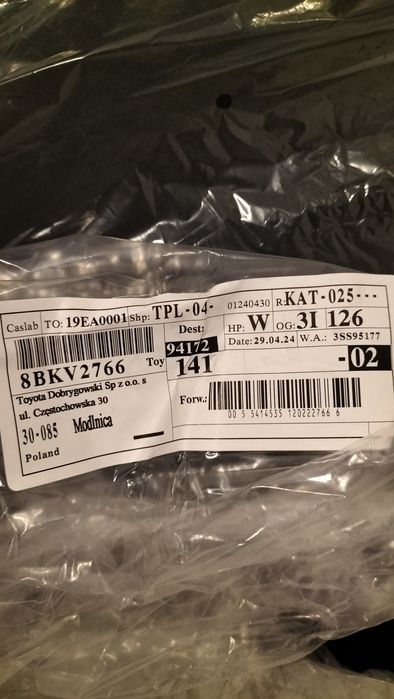 Caslab TO: 19EA0001 Shp: TPL-04- 01240430 R: KAT-025---
Dest: HP: W OG: 3I 126
94172 Date: 29.04.24 W.A.: 3SS95177
8BKV2766 Toy 141 -02
Toyota Dobrygowski Sp z o.o. s
ul. Częstochowska 30
Forw.:
00 5 5414535 120222766 6
30-085 Modlnica
Poland